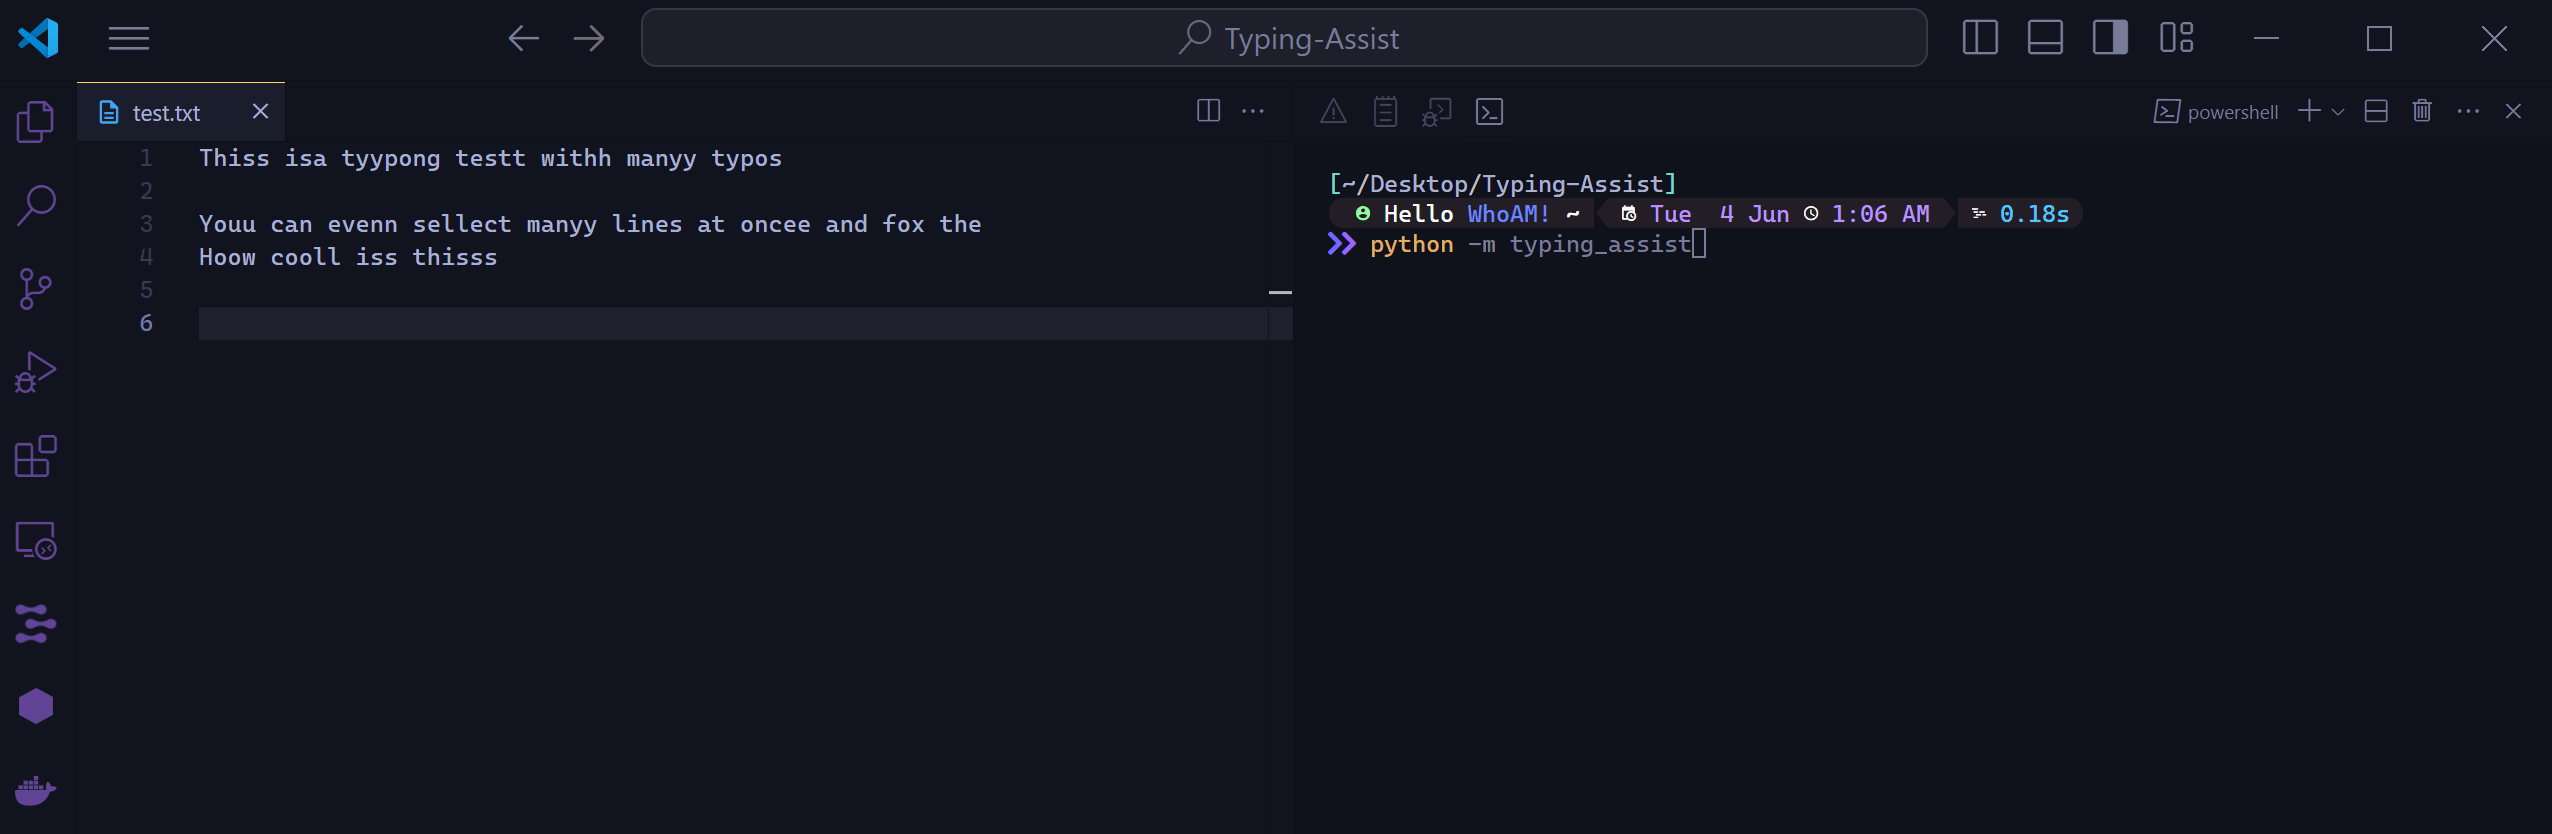 Typing-Assist
test.txt
powershell
1 Thiss isa tyypong testt withh manyy typos
2
3 Youu can evenn sellect manyy lines at oncee and fox the
4 Hoow cooll iss thisss
5
6
[~/Desktop/Typing-Assist]
Hello WhoAM! ~ Tue 4 Jun 1:06 AM 0.18s
python -m typing_assist